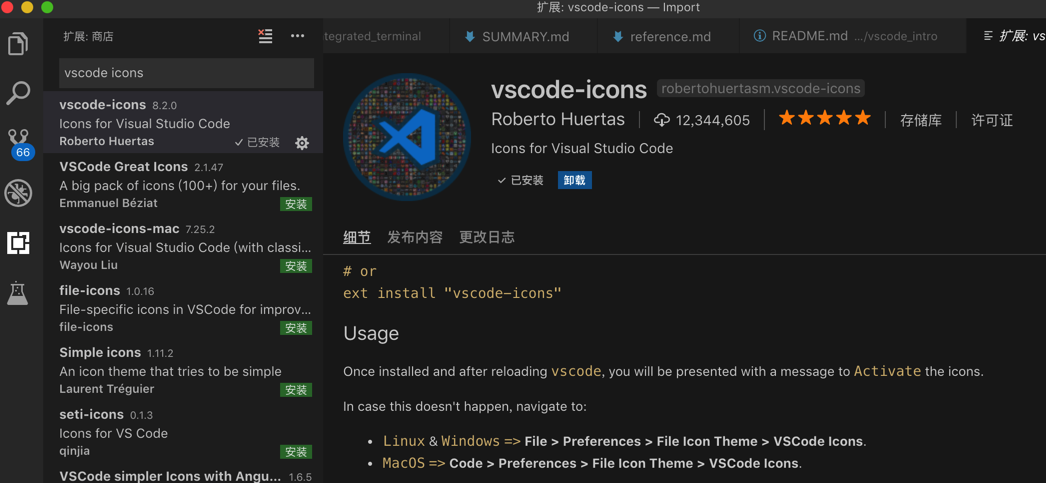 扩展: vscode-icons — Import
扩展: 商店
tegrated_terminal
SUMMARY.md
reference.md
README.md .../vscode_intro
扩展: vs
vscode icons
vscode-icons 8.2.0
Icons for Visual Studio Code
Roberto Huertas
已安装
66
VSCode Great Icons 2.1.47
A big pack of icons (100+) for your files.
Emmanuel Béziat
安装
vscode-icons-mac 7.25.2
Icons for Visual Studio Code (with classi...
Wayou Liu
安装
file-icons 1.0.16
File-specific icons in VSCode for improv...
file-icons
安装
Simple icons 1.11.2
An icon theme that tries to be simple
Laurent Tréguier
安装
seti-icons 0.1.3
Icons for VS Code
qinjia
安装
VSCode simpler Icons with Angu... 1.6.5
vscode-icons robertohuertasm.vscode-icons
Roberto Huertas
12,344,605
存储库
许可证
Icons for Visual Studio Code
已安装
卸载
细节 发布内容 更改日志
# or
ext install "vscode-icons"
Usage
Once installed and after reloading vscode, you will be presented with a message to Activate the icons.
In case this doesn't happen, navigate to:
• Linux & Windows => File > Preferences > File Icon Theme > VSCode Icons.
• MacOS => Code > Preferences > File Icon Theme > VSCode Icons.